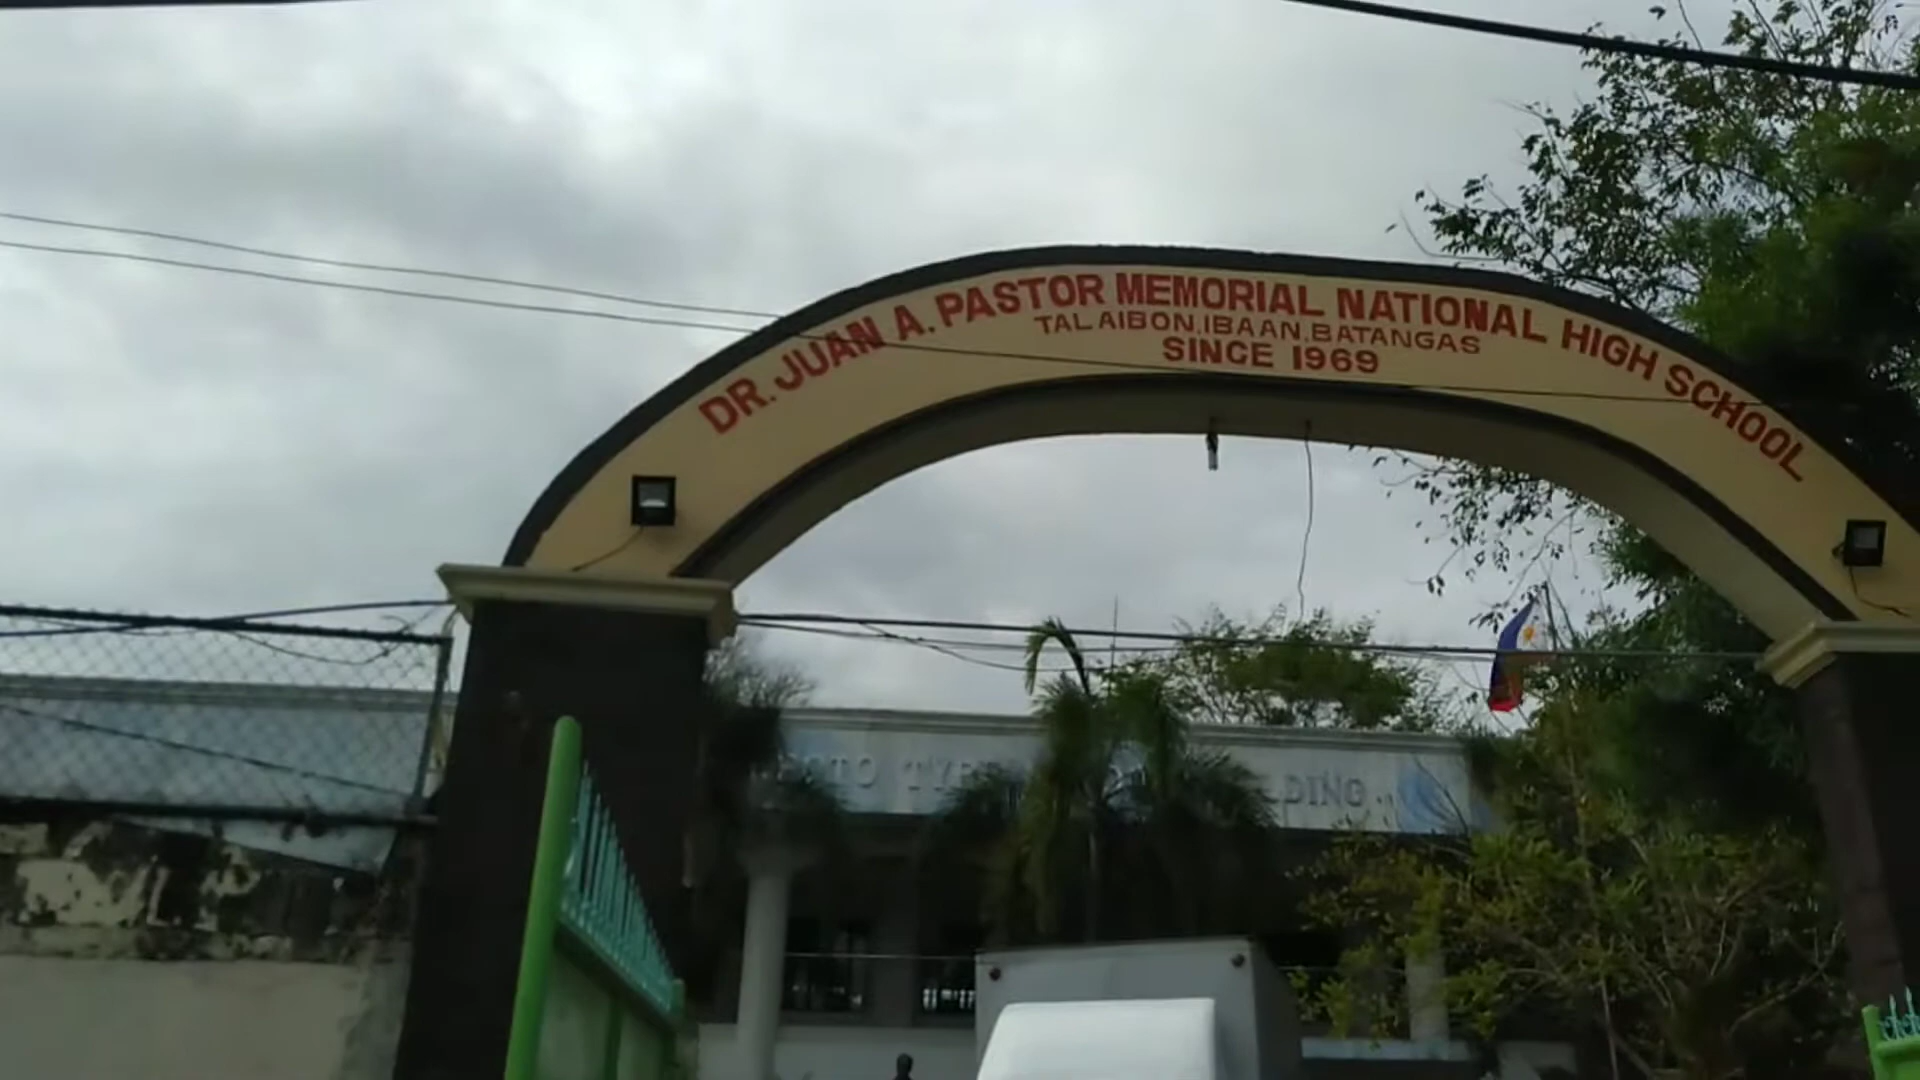 DR. JUAN A. PASTOR MEMORIAL NATIONAL HIGH SCHOOL
TALAIBON, IBAAN, BATANGAS
SINCE 1969